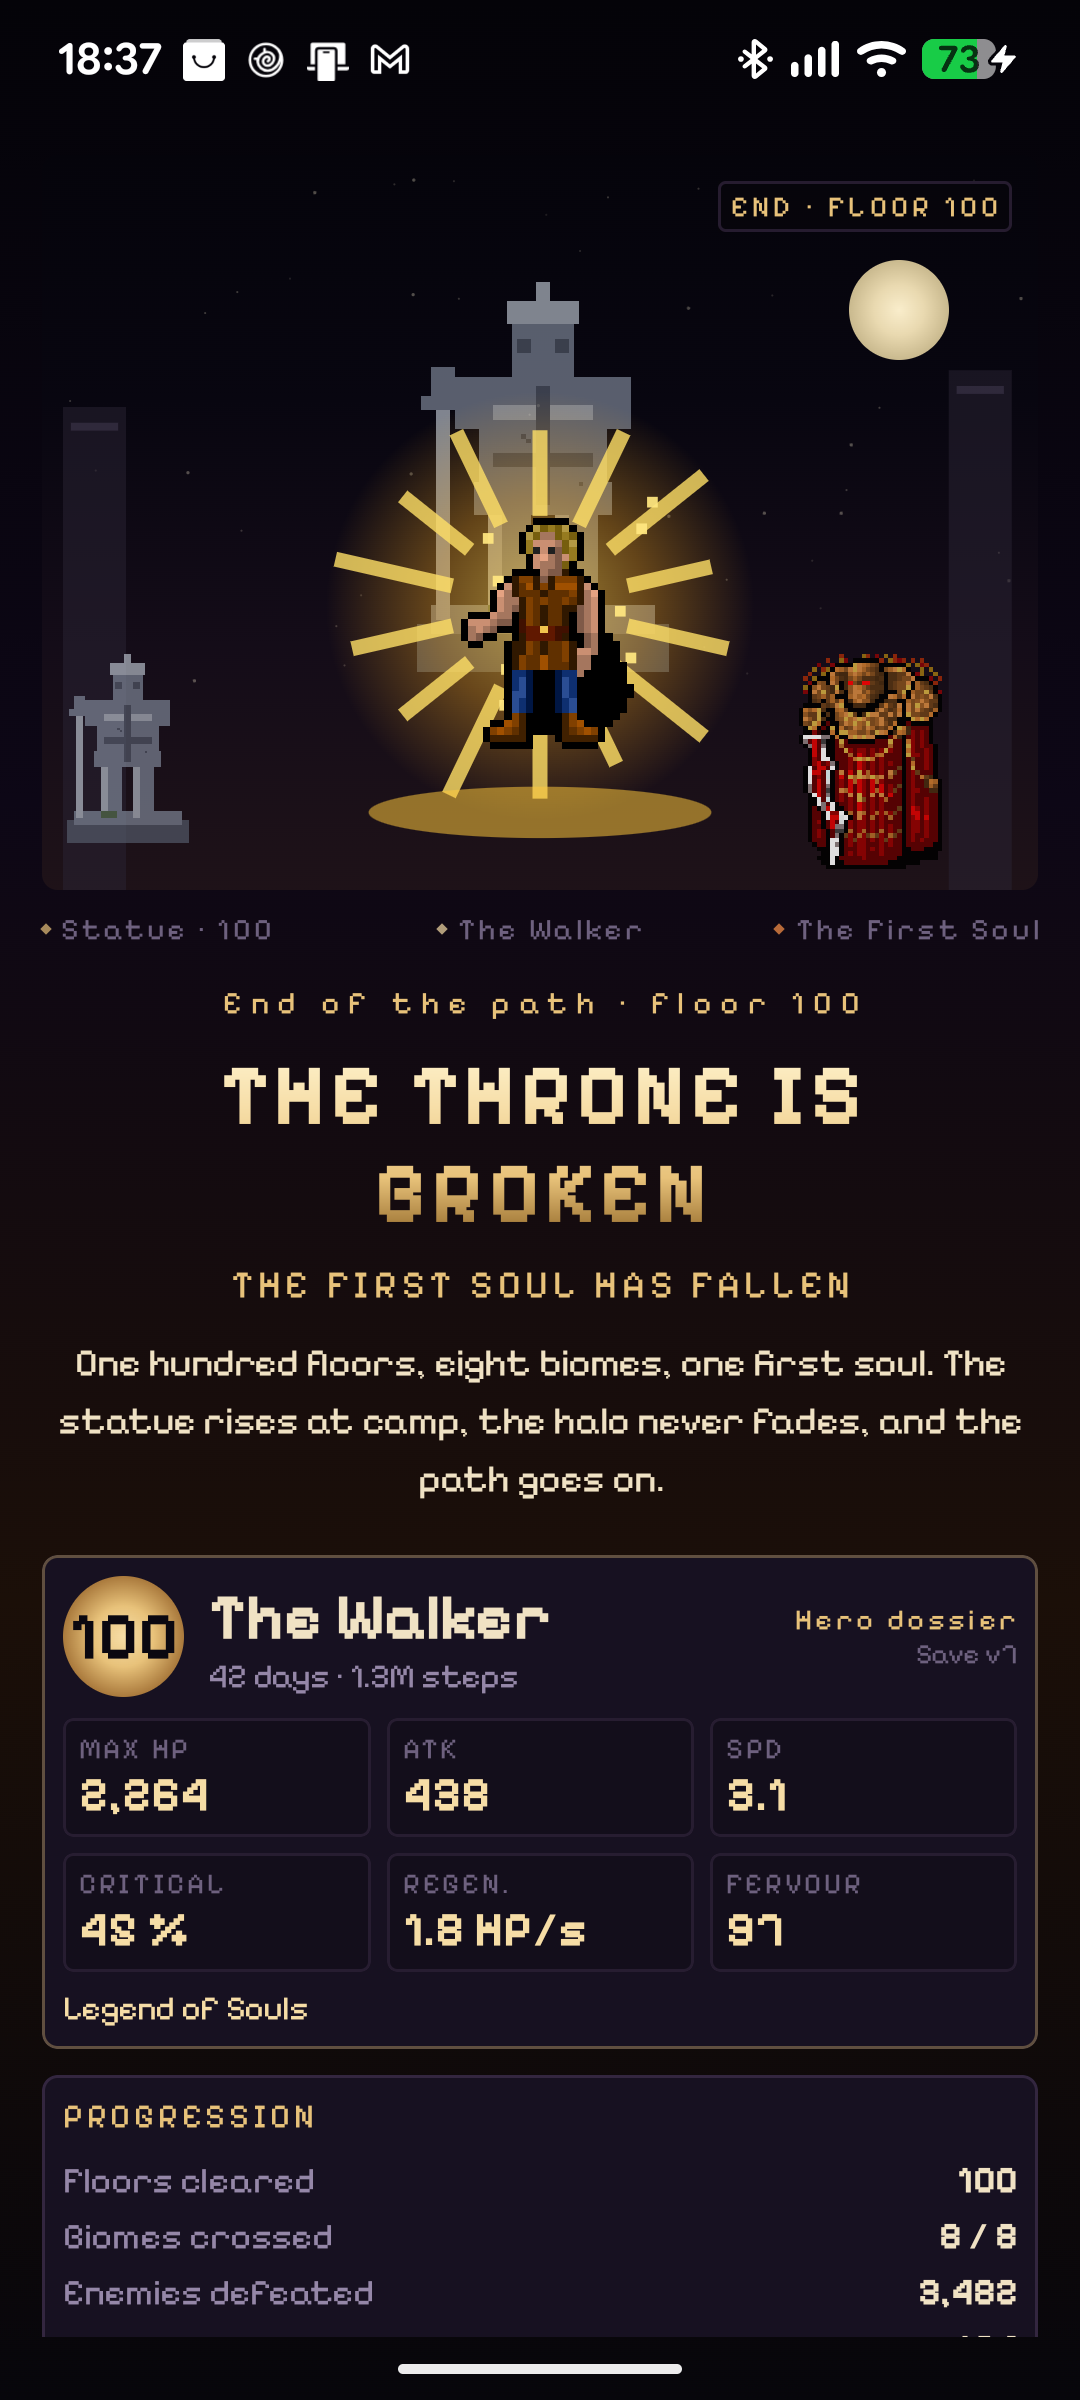 18:37
73
END · FLOOR 100
Statue · 100
The Walker
The First Soul
End of the path · floor 100
THE THRONE IS
BROKEN
THE FIRST SOUL HAS FALLEN
One hundred floors, eight biomes, one first soul. The
statue rises at camp, the halo never fades, and the
path goes on.
100
The Walker
42 days · 1.3M steps
Hero dossier
Save v7
MAX HP
2,264
ATK
438
SPD
3.1
CRITICAL
REGEN.
1.8 HP/s
FERVOUR
97
Legend of Souls
PROGRESSION
Floors cleared
100
Biomes crossed
8 / 8
Enemies defeated
3,482